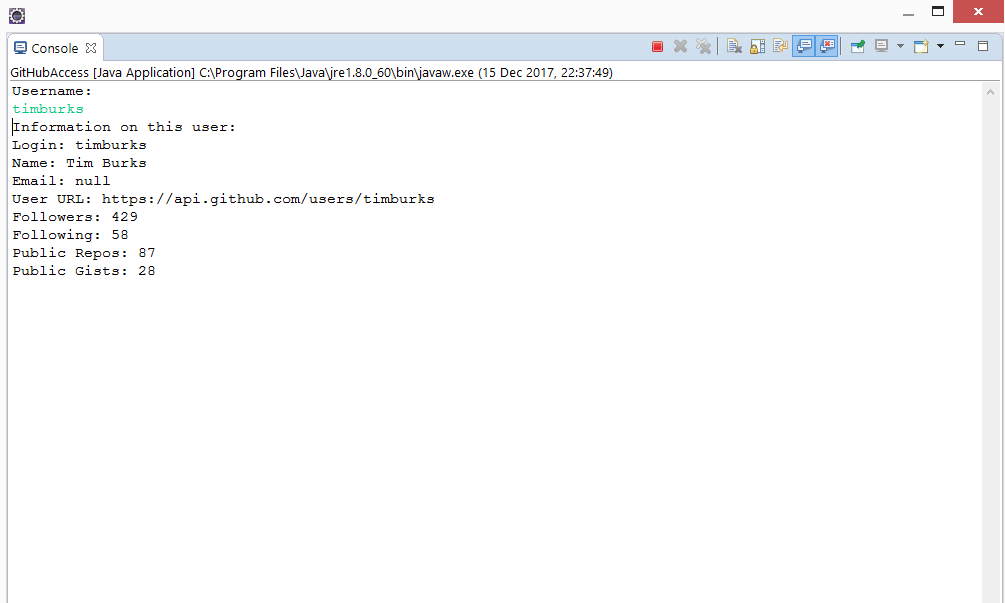 Console
GitHubAccess [Java Application] C:\Program Files\Java\jre1.8.0_60\bin\javaw.exe (15 Dec 2017, 22:37:49)
Username:
timburks
Information on this user:
Login: timburks
Name: Tim Burks
Email: null
User URL: https://api.github.com/users/timburks
Followers: 429
Following: 58
Public Repos: 87
Public Gists: 28